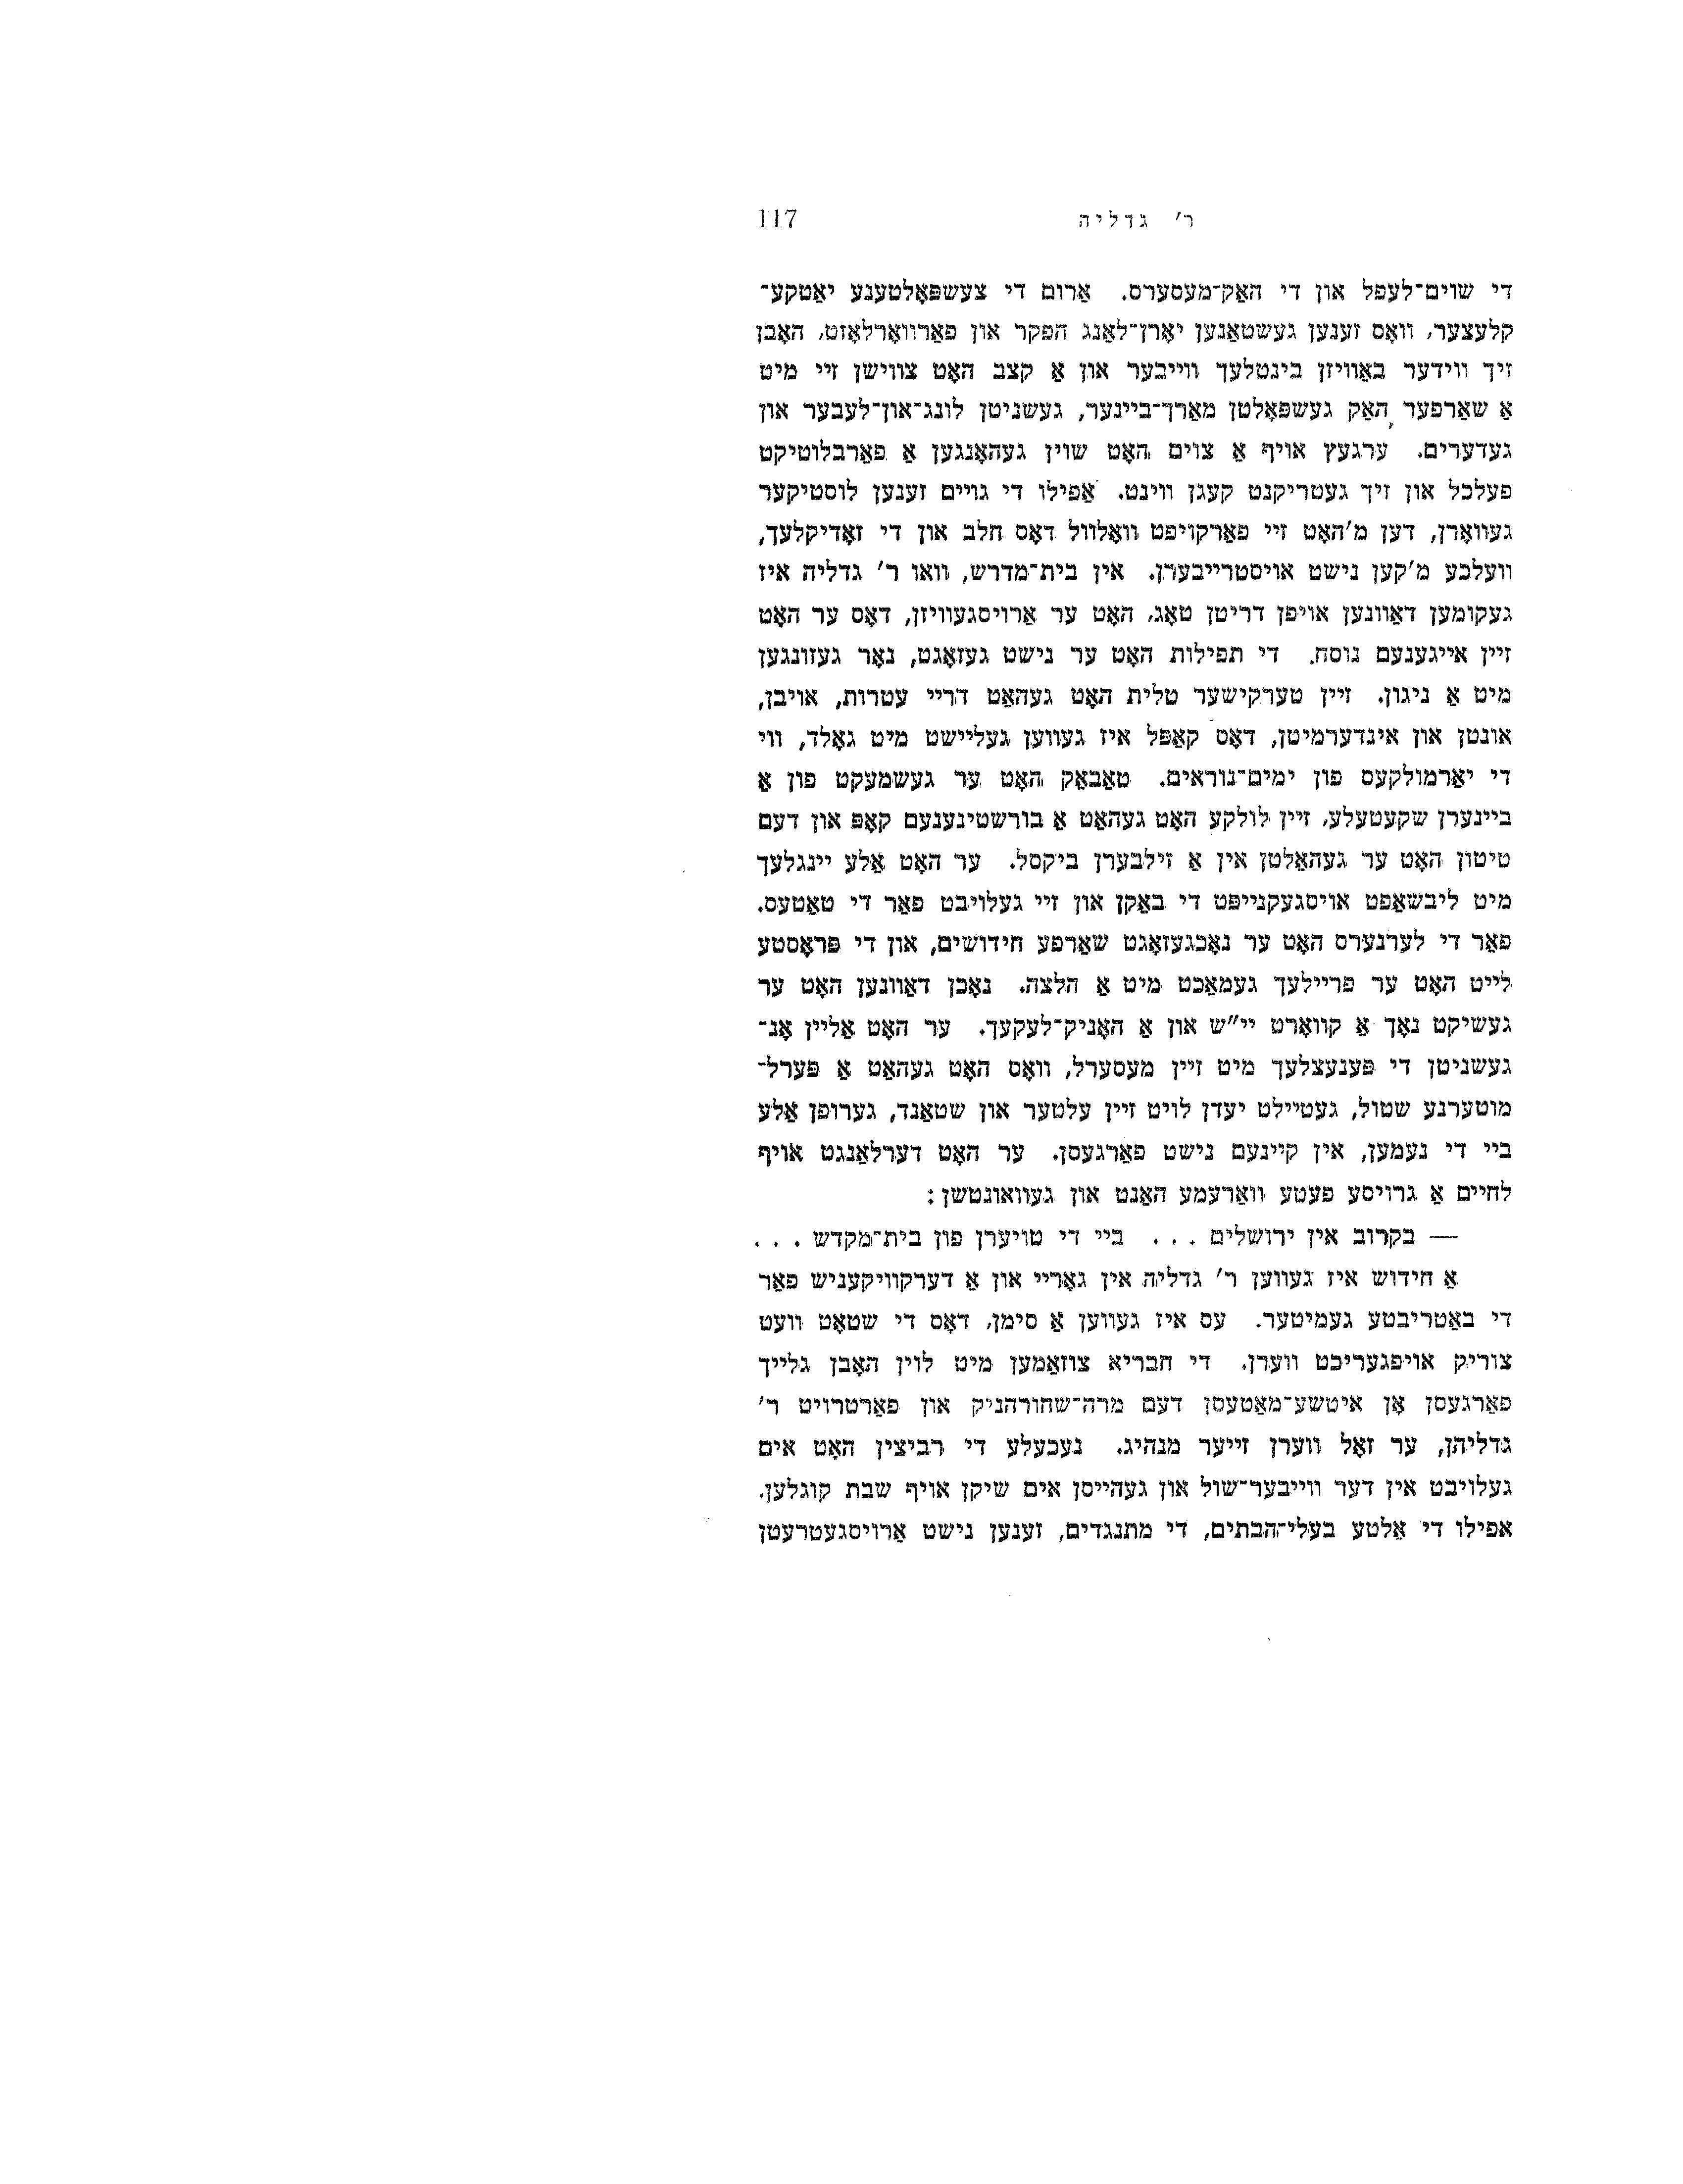 ר׳ גדליה 117
די שוים־לעפל און די האַק־מעסערס. אַרום די צעשפּאָלטענע יאַטקע־
קלעצער, וואָס זענען געשטאַנען יאָרן־לאַנג הפקר און פאַרוואָרלאָזט, האָבן
זיך ווידער באַוויזן בינטלעך ווייבער און אַ קצב האָט צווישן זיי מיט
אַ שאַרפער האַק געשפּאָלטן מאַרך־ביינער, געשניטן לונג־און־לעבער און
געדערים. ערגעץ אויף אַ צוים האָט שוין געהאָנגען אַ פאַרבלוטיקט
פעלכל און זיך געטריקנט קעגן ווינט. אַפילו די גויים זענען לוסטיקער
געוואָרן, דען מ׳האָט זיי פאַרקויפט וואָלוול דאָס חלב און די זאָדיקלעך,
וועלכע מ׳קען נישט אויסטרייבערן. אין בית־מדרש, וואו ר׳ גדליה איז
געקומען דאַוונען אויפן דריטן טאָג, האָט ער אַרויסגעוויזן, דאָס ער האָט
זיין אייגענעם נוסח. די תפילות האָט ער נישט געזאָגט, נאָר געזונגען
מיט אַ ניגון. זיין טערקישער טלית האָט געהאַט דריי עטרות, אויבן,
אונטן און אינדערמיטן, דאָס קאַפּל איז געווען געליישט מיט גאָלד, ווי
די יאַרמולקעס פון ימים־נוראים. טאַבאַק האָט ער געשמעקט פון אַ
ביינערן שקעטעלע, זיין לולקע האָט געהאַט אַ בורשטינענעם קאָפּ און דעם
טיטון האָט ער געהאַלטן אין אַ זילבערן ביקסל. ער האָט אַלע יינגלעך
מיט ליבשאַפט אויסגעקנייפּט די באַקן און זיי געלויבט פאַר די טאַטעס.
פאַר די לערנערס האָט ער נאָכגעזאָגט שאַרפע חידושים, און די פּראָסטע
לייט האָט ער פריילעך געמאַכט מיט אַ הלצה. נאָכן דאַוונען האָט ער
געשיקט נאָך אַ קוואָרט יי״ש און אַ האָניק־לעקעך. ער האָט אַליין אָנ־
געשניטן די פּענעצלעך מיט זיין מעסערל, וואָס האָט געהאַט אַ פּערל־
מוטערנע שטול, געטיילט יעדן לויט זיין עלטער און שטאַנד, גערופן אַלע
ביי די נעמען, אין קיינעם נישט פאַרגעסן. ער האָט דערלאַנגט אויף
לחיים אַ גרויסע פעטע וואַרעמע האַנט און געוואונטשן:
— בקרוב אין ירושלים . . . ביי די טויערן פון בית־מקדש . . .
אַ חידוש איז געווען ר׳ גדליה אין גאָריי און אַ דערקוויקעניש פאַר
די באַטריבטע געמיטער. עס איז געווען אַ סימן, דאָס די שטאָט וועט
צוריק אויפגעריכט ווערן. די חבריא צוזאַמען מיט לוין האָבן גלייך
פאַרגעסן אָן איטשע־מאַטעסן דעם מרה־שחורהניק און פאַרטרויט ר׳
גדליהן, ער זאָל ווערן זייער מנהיג. נעכעלע די רביצין האָט אים
געלויבט אין דער ווייבער־שול און געהייסן אים שיקן אויף שבת קוגלען.
אפילו די אַלטע בעלי־הבתים, די מתנגדים, זענען נישט אַרויסגעטרעטן